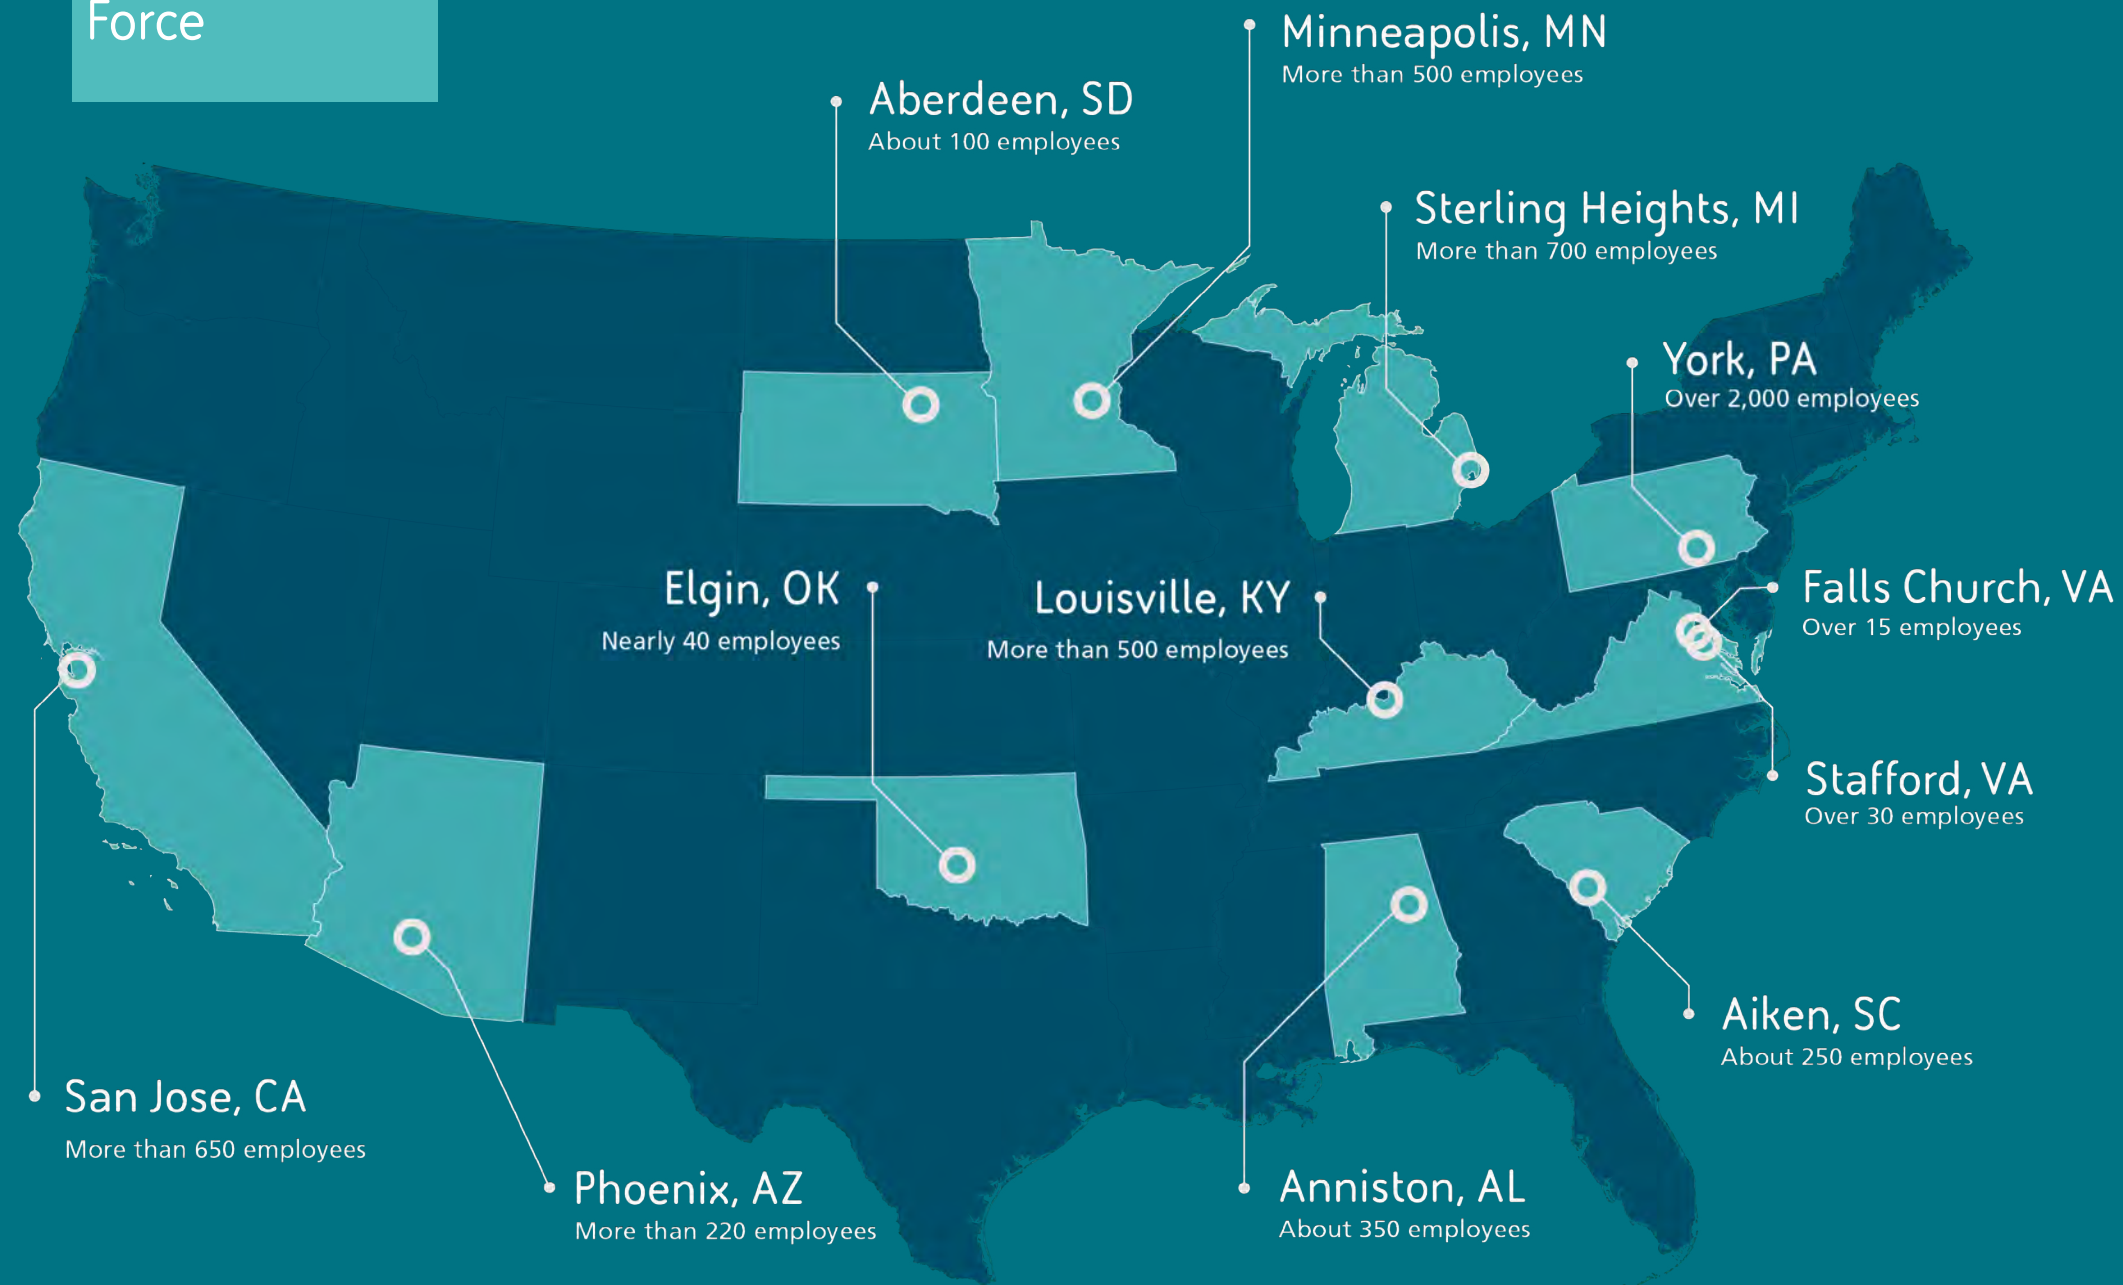 Force
Minneapolis, MN
More than 500 employees
Aberdeen, SD
About 100 employees
Sterling Heights, MI
More than 700 employees
York, PA
Over 2,000 employees
Elgin, OK
Nearly 40 employees
Louisville, KY
More than 500 employees
Falls Church, VA
Over 15 employees
Stafford, VA
Over 30 employees
Aiken, SC
About 250 employees
San Jose, CA
More than 650 employees
Phoenix, AZ
More than 220 employees
Anniston, AL
About 350 employees